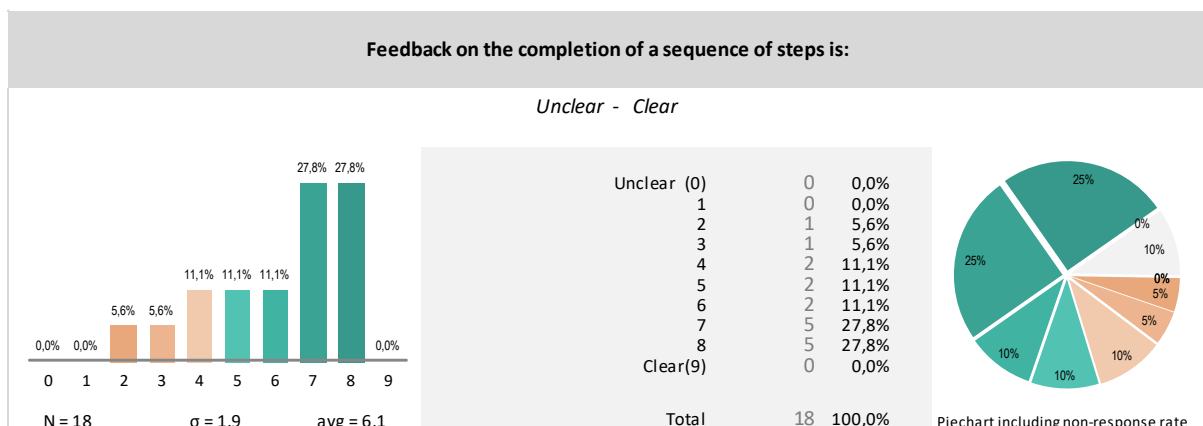 Feedback on the completion of a sequence of steps is:
Unclear - Clear
27,8% 27,8%
11,1% 11,1% 11,1%
5,6% 5,6%
0,0% 0,0% 0,0%
0 1 2 3 4 5 6 7 8 9
N = 18 σ = 1,9 avg = 6,1
Unclear (0) 0 0,0%
1 0 0,0%
2 1 5,6%
3 1 5,6%
4 2 11,1%
5 2 11,1%
6 2 11,1%
7 5 27,8%
8 5 27,8%
Clear(9) 0 0,0%
Total 18 100,0%
25%
0%
10%
25%
0%
5%
5%
10%
10%
10%
Piechart including non-response rate